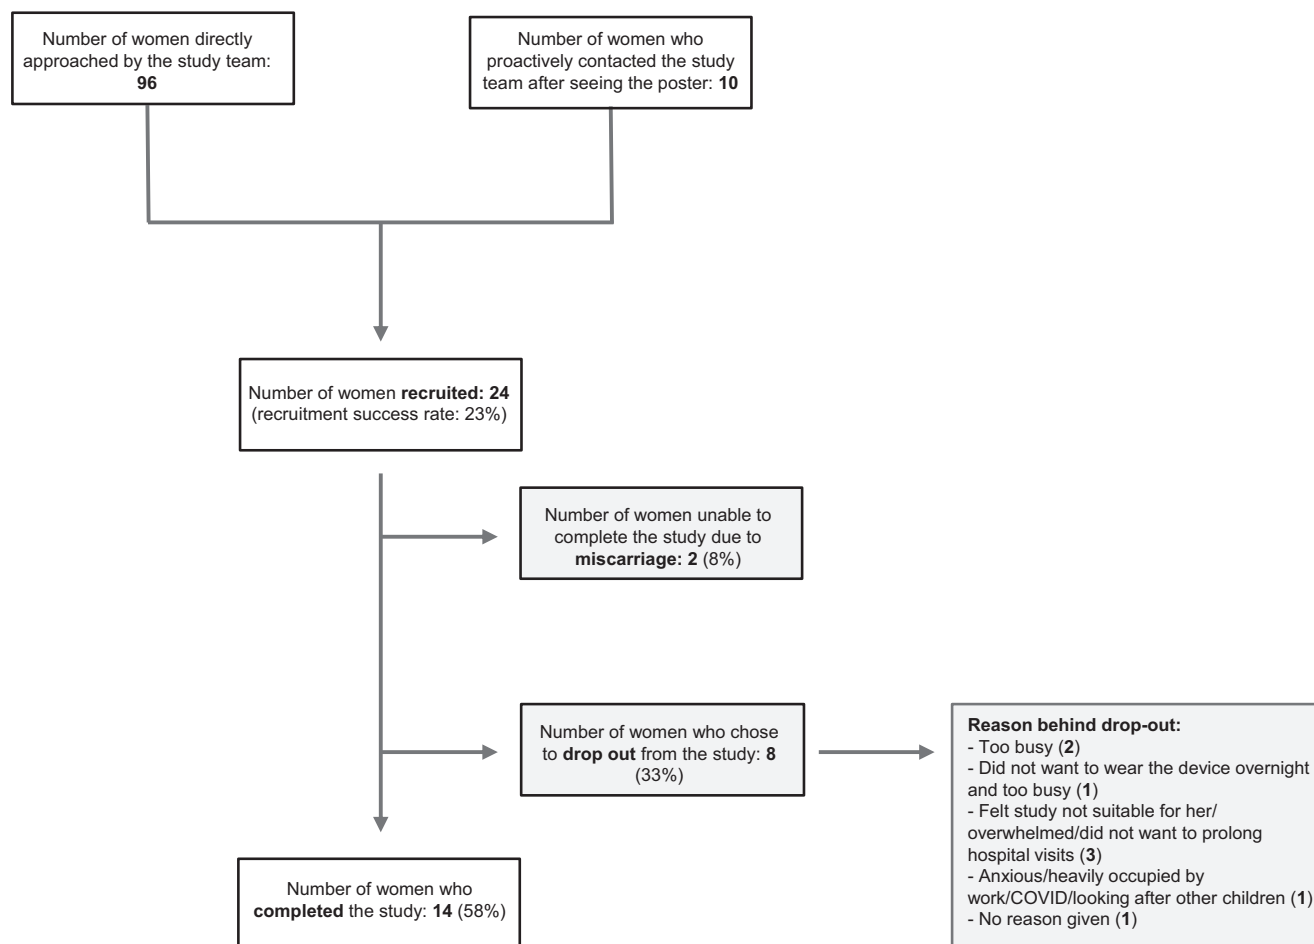 Number of women directly
approached by the study team:
96
Number of women who
proactively contacted the study
team after seeing the poster: 10
Number of women recruited: 24
(recruitment success rate: 23%)
Number of women unable to
complete the study due to
miscarriage: 2 (8%)
Number of women who chose
to drop out from the study: 8
(33%)
Reason behind drop-out:
- Too busy (2)
- Did not want to wear the device overnight
and too busy (1)
- Felt study not suitable for her/
overwhelmed/did not want to prolong
hospital visits (3)
- Anxious/heavily occupied by
work/COVID/looking after other children (1)
- No reason given (1)
Number of women who
completed the study: 14 (58%)